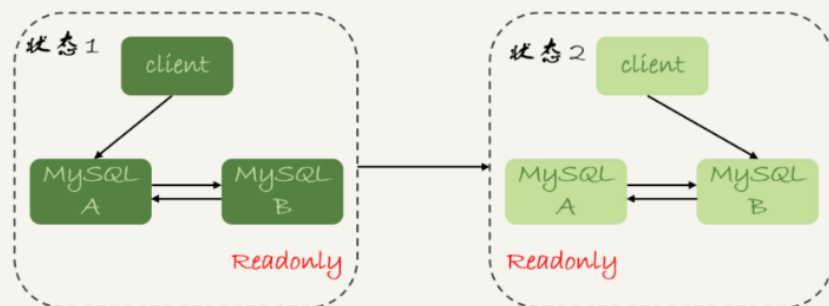 状态1
client
MySQL
A
MySQL
B
Readonly
状态2
client
MySQL
A
MySQL
B
Readonly